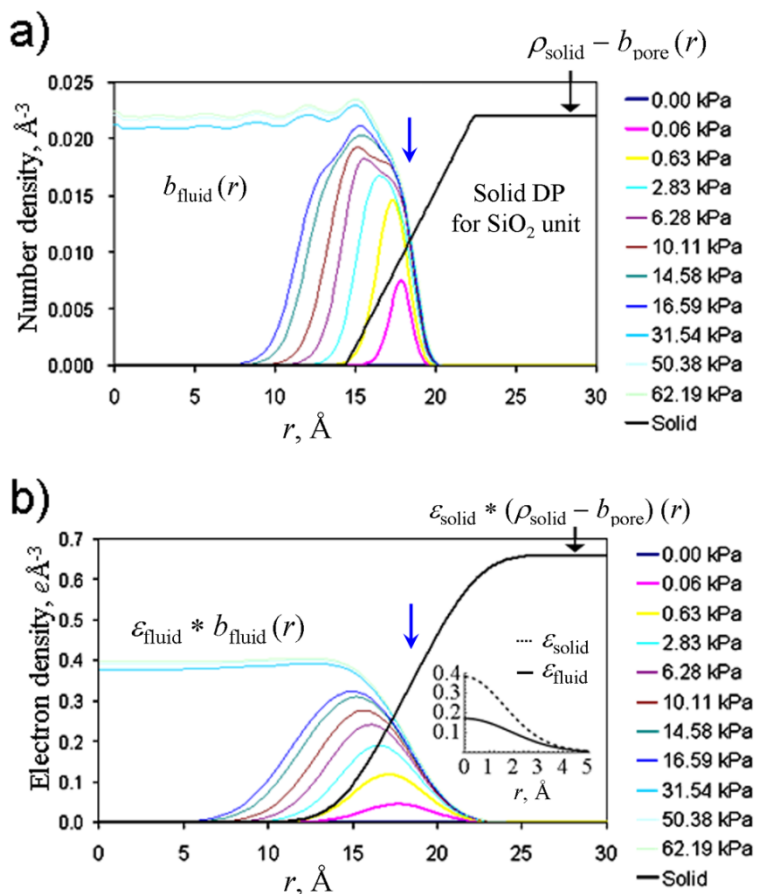 a)
ρsolid − bpore (r)
Number density, Å-3
0.025
0.020
0.015
0.010
0.005
0.000
bfluid (r)
Solid DP
for SiO2 unit
0 5 10 15 20 25 30
r, Å
0.00 kPa
0.06 kPa
0.63 kPa
2.83 kPa
6.28 kPa
10.11 kPa
14.58 kPa
16.59 kPa
31.54 kPa
50.38 kPa
62.19 kPa
Solid
b)
εsolid * (ρsolid − bpore) (r)
Electron density, eÅ-3
0.7
0.6
0.5
0.4
0.3
0.2
0.1
0.0
εfluid * bfluid (r)
εsolid
εfluid
0.4
0.3
0.2
0.1
0 1 2 3 4 5
r, Å
0 5 10 15 20 25 30
r, Å
0.00 kPa
0.06 kPa
0.63 kPa
2.83 kPa
6.28 kPa
10.11 kPa
14.58 kPa
16.59 kPa
31.54 kPa
50.38 kPa
62.19 kPa
Solid